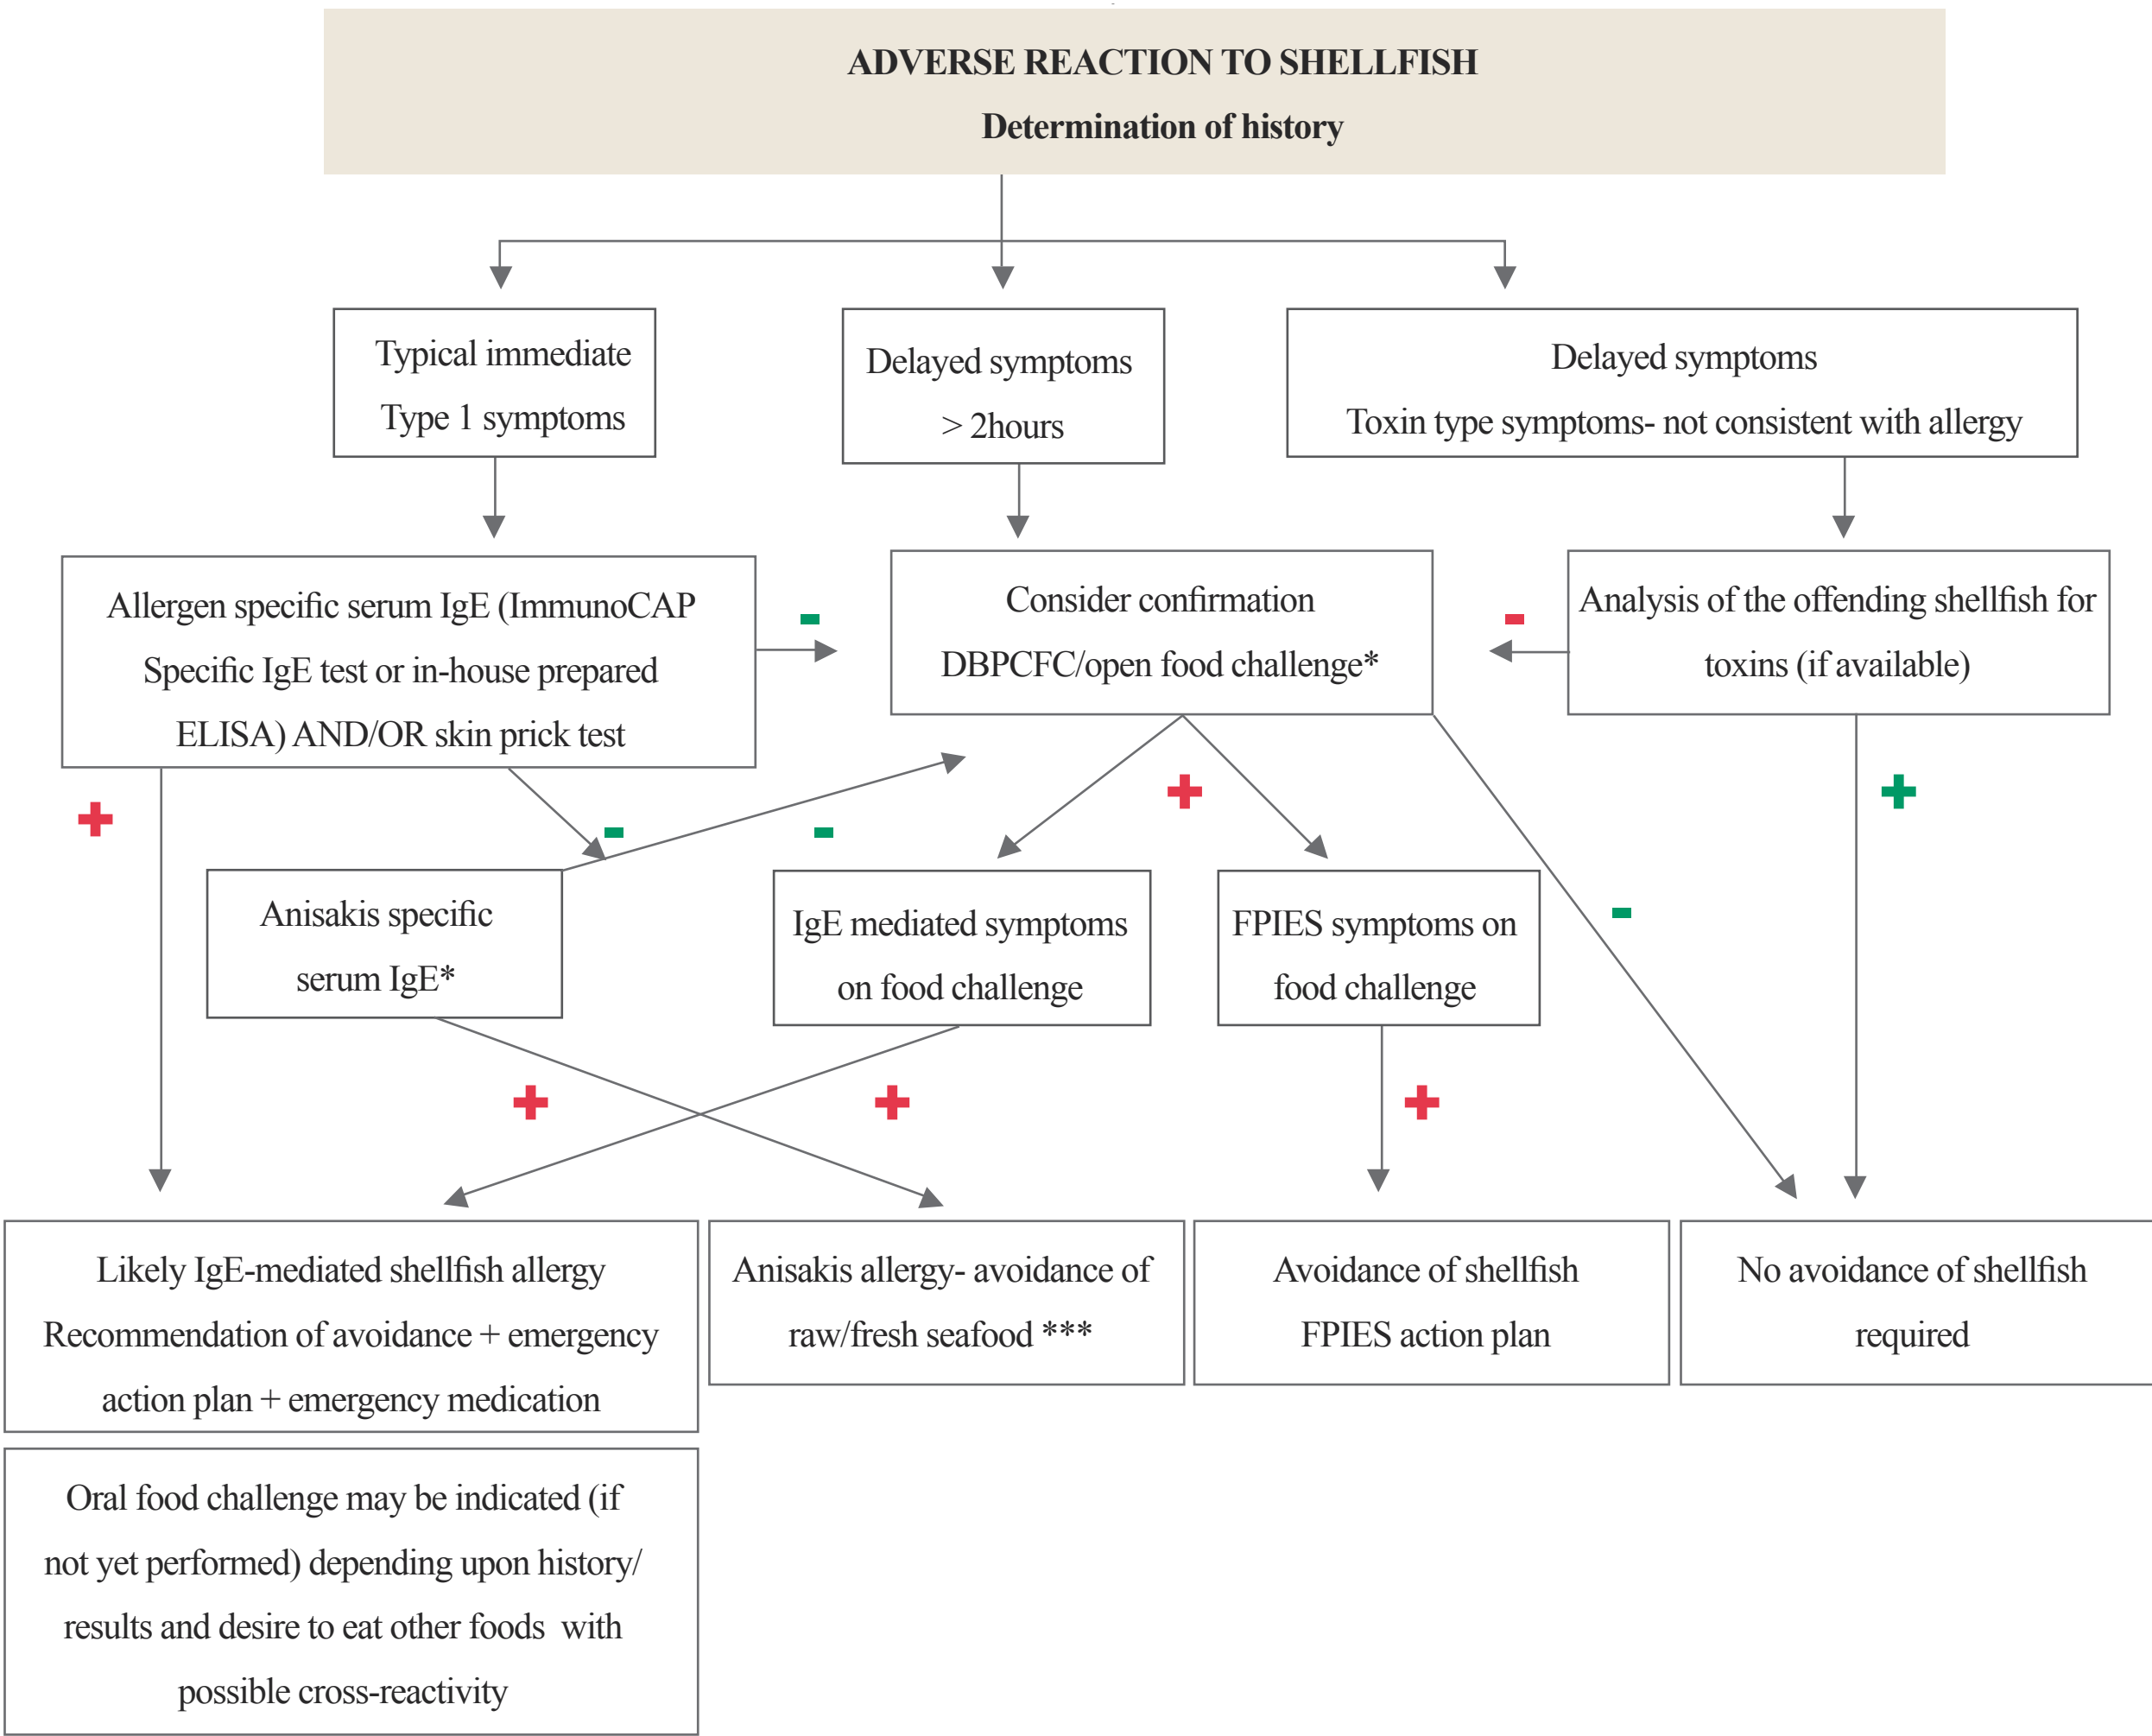 ADVERSE REACTION TO SHELLFISH
Determination of history
Typical immediate
Type 1 symptoms
Delayed symptoms
> 2hours
Delayed symptoms
Toxin type symptoms- not consistent with allergy
Allergen specific serum IgE (ImmunoCAP
Specific IgE test or in-house prepared
ELISA) AND/OR skin prick test
-
Consider confirmation
DBPCFC/open food challenge*
-
Analysis of the offending shellfish for
toxins (if available)
+
-
-
+
+
Anisakis specific
serum IgE*
IgE mediated symptoms
on food challenge
FPIES symptoms on
food challenge
-
+
+
+
Likely IgE-mediated shellfish allergy
Recommendation of avoidance + emergency
action plan + emergency medication
Anisakis allergy- avoidance of
raw/fresh seafood ***
Avoidance of shellfish
FPIES action plan
No avoidance of shellfish
required
Oral food challenge may be indicated (if
not yet performed) depending upon history/
results and desire to eat other foods with
possible cross-reactivity